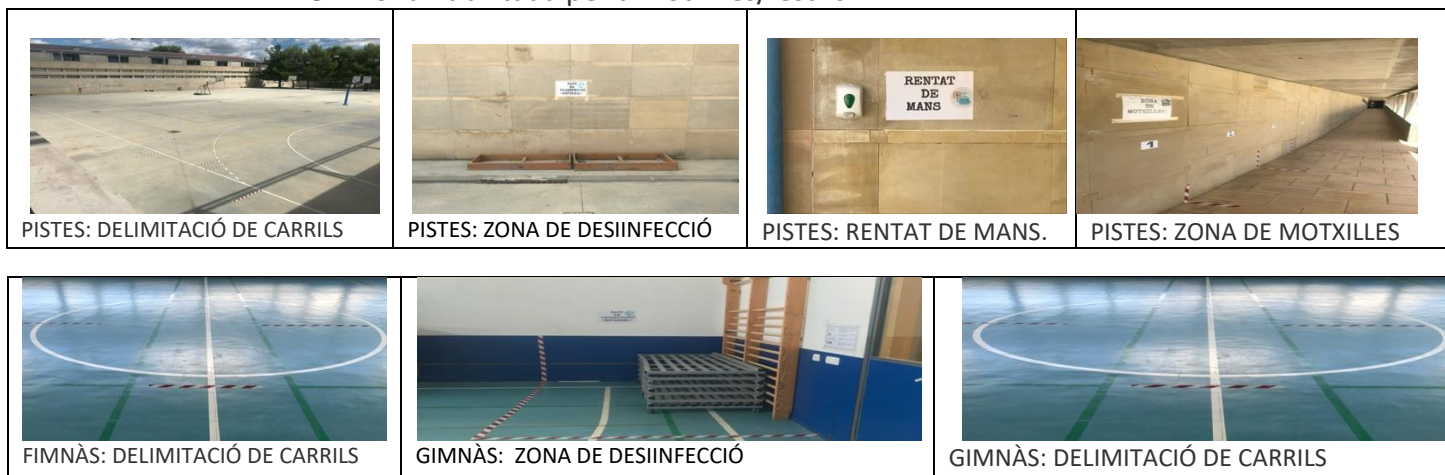 PISTES: DELIMITACIÓ DE CARRILS
PISTES: ZONA DE DESIINFECCIÓ
RENTAT
DE
MANS
PISTES: RENTAT DE MANS.
ZONA
DE
MOTXILLES
1
PISTES: ZONA DE MOTXILLES
FIMNÀS: DELIMITACIÓ DE CARRILS
GIMNÀS: ZONA DE DESIINFECCIÓ
GIMNÀS: DELIMITACIÓ DE CARRILS